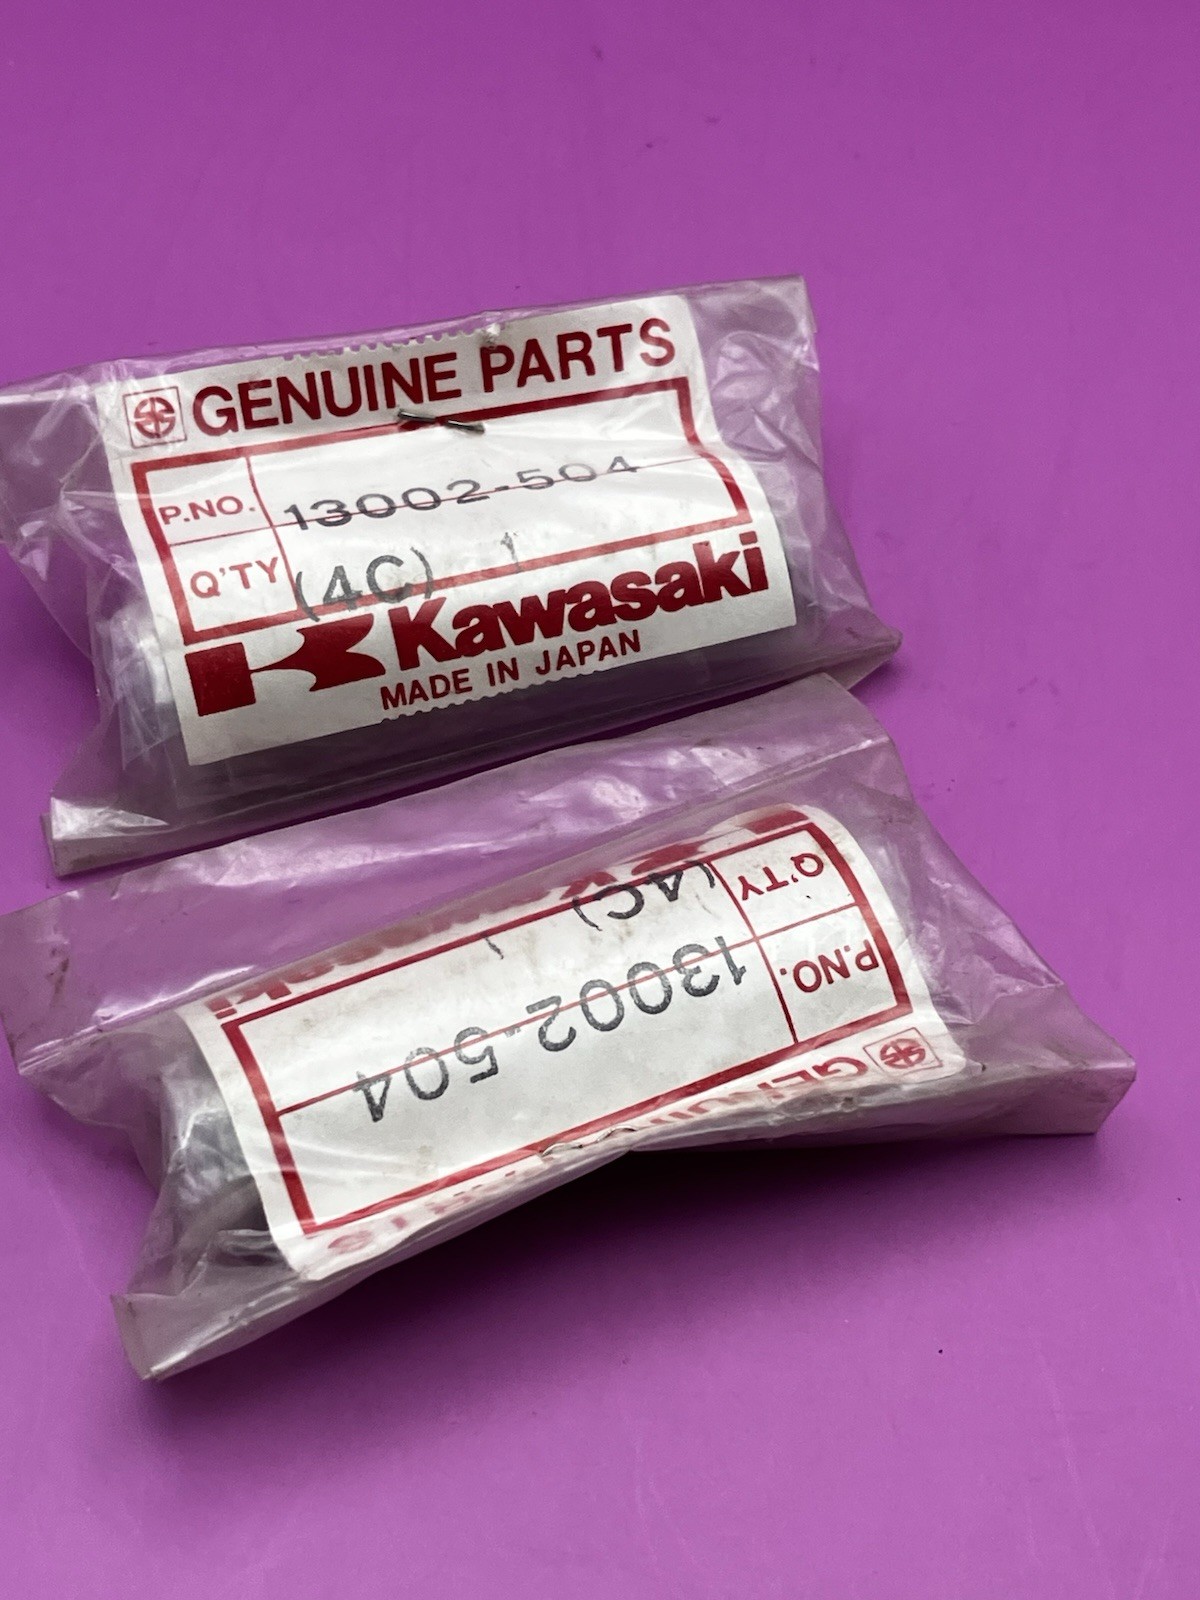 GENUINE PARTS
P.NO. 13002-504
Q'TY (4C) 1
Kawasaki
MADE IN JAPAN
P.NO. 13002-504
Q'TY (4C) 1